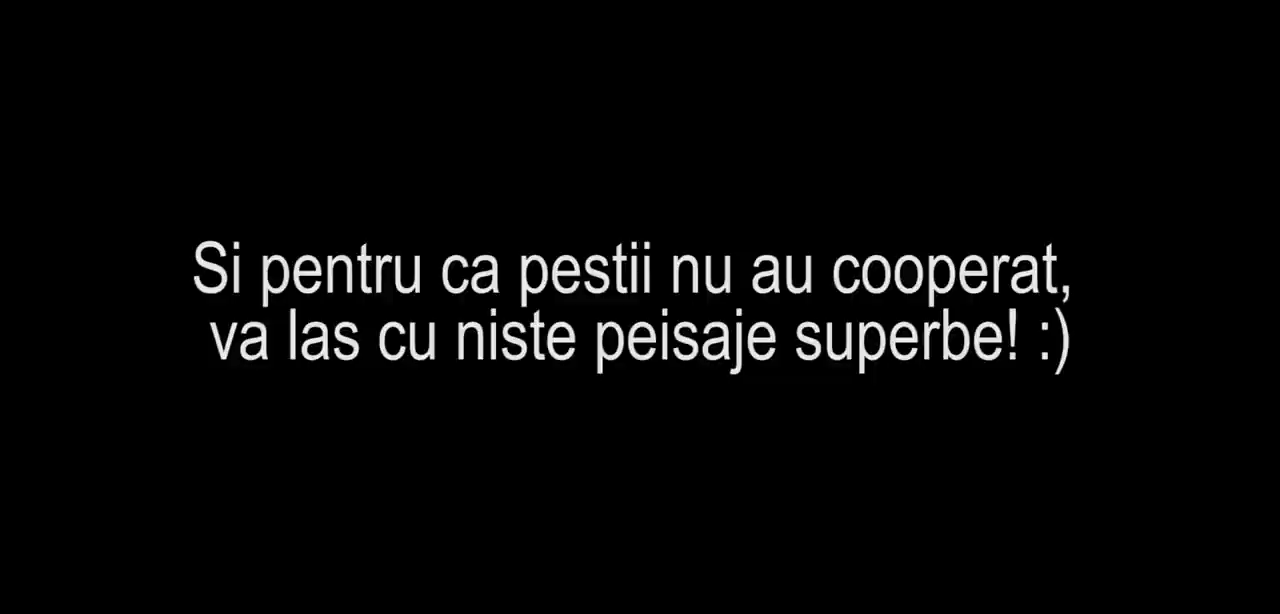 Si pentru ca pestii nu au cooperat,
va las cu niste peisaje superbe! :)